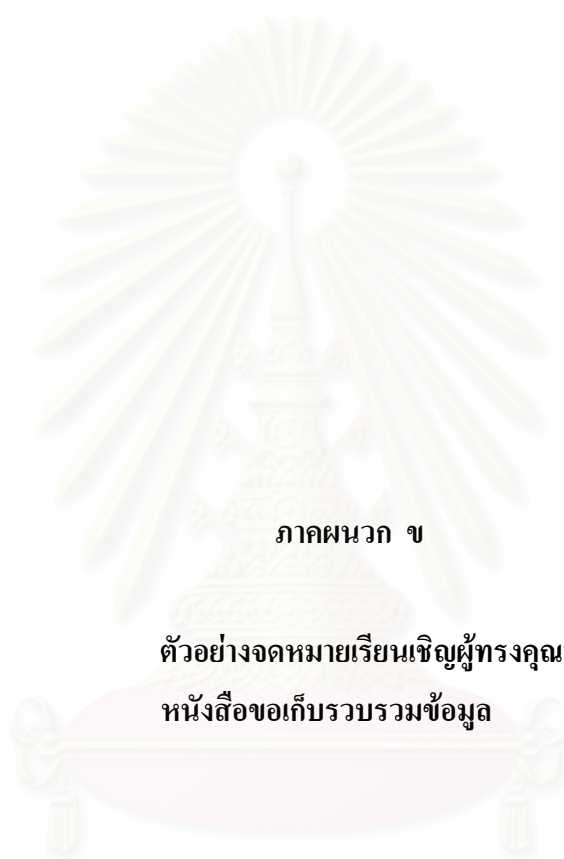 ภาคผนวก ข
ตัวอย่างจดหมายเรียนเชิญผู้ทรงคุณ
หนังสือขอเก็บรวบรวมข้อมูล